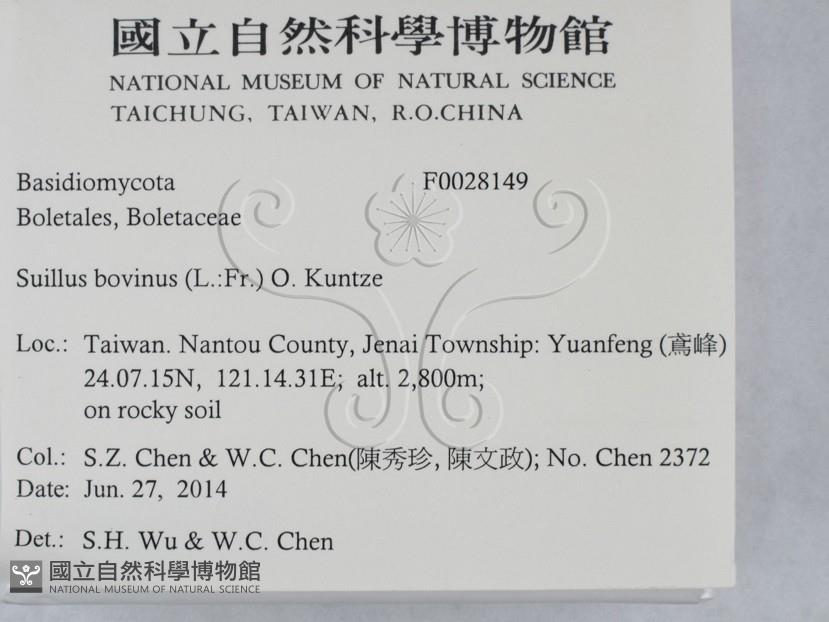 國立自然科學博物館
NATIONAL MUSEUM OF NATURAL SCIENCE
TAICHUNG, TAIWAN, R.O.CHINA
Basidiomycota F0028149
Boletales, Boletaceae
Suillus bovinus (L.:Fr.) O. Kuntze
Loc.: Taiwan. Nantou County, Jenai Township: Yuanfeng (鳶峰)
24.07.15N, 121.14.31E; alt. 2,800m;
on rocky soil
Col.: S.Z. Chen & W.C. Chen(陳秀珍, 陳文政); No. Chen 2372
Date: Jun. 27, 2014
Det.: S.H. Wu & W.C. Chen
國立自然科學博物館
NATIONAL MUSEUM OF NATURAL SCIENCE